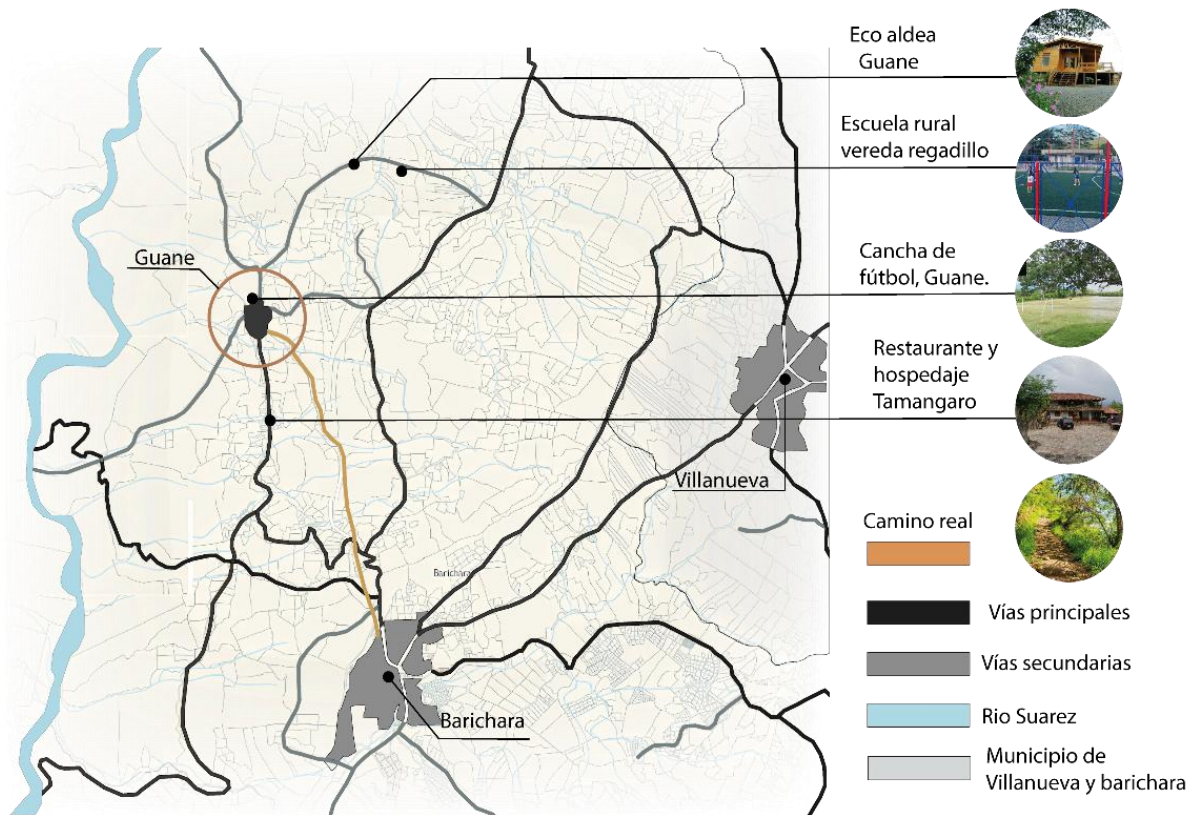 Eco aldea
Guane
Escuela rural
vereda regadillo
Cancha de
fútbol, Guane.
Restaurante y
hospedaje
Tamangaro
Guane
Villanueva
Barichara
Barichara
Camino real
Vías principales
Vías secundarias
Rio Suarez
Municipio de
Villanueva y barichara